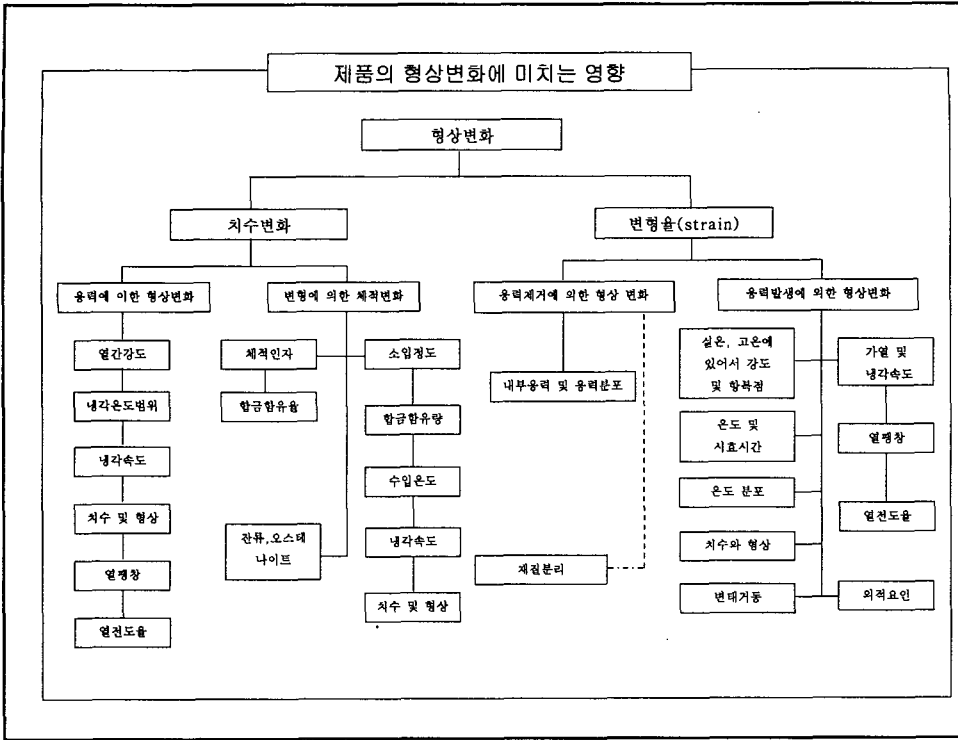 제품의 형상변화에 미치는 영향
형상변화
치수변화
변형율(strain)
용력에 이한 형상변화
변형에 의한 체적변화
용력제거에 의한 형상 변화
용력발생에 의한 형상변화
열간강도
냉각온도범위
냉각속도
치수 및 형상
열팽창
열전도율
체적인자
합금함유율
잔류,오스테
나이트
소입정도
합금함유량
수입온도
냉각속도
치수 및 형상
내부용력 및 용력분포
재질분리
실온, 고온에
있어서 강도
및 항복점
온도 및
시효시간
온도 분포
치수와 형상
변태거동
가열 및
냉각속도
열팽창
열전도율
외적요인